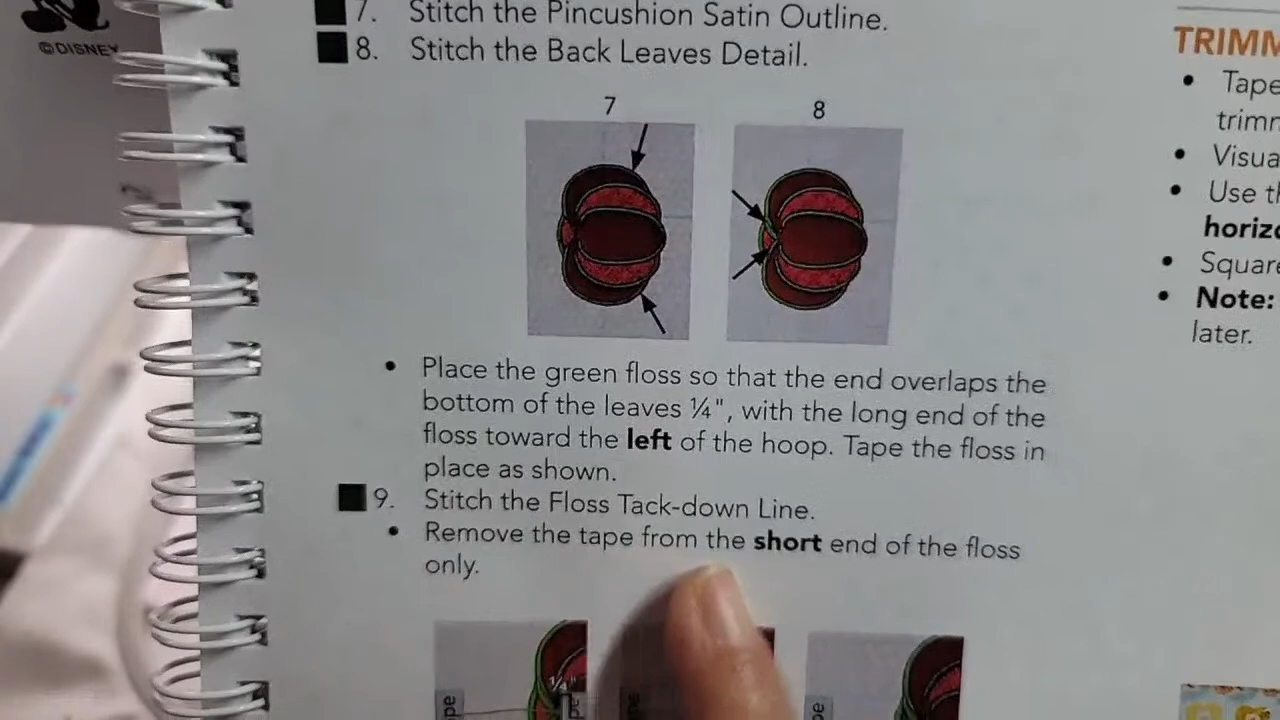 ©DISNEY
7. Stitch the Pincushion Satin Outline.
8. Stitch the Back Leaves Detail.
7
8
• Place the green floss so that the end overlaps the
bottom of the leaves ¼", with the long end of the
floss toward the left of the hoop. Tape the floss in
place as shown.
9. Stitch the Floss Tack-down Line.
• Remove the tape from the short end of the floss
only.
¼"
TRIMM
• Tape
trimn
• Visua
• Use th
horizo
• Square
• Note:
later.